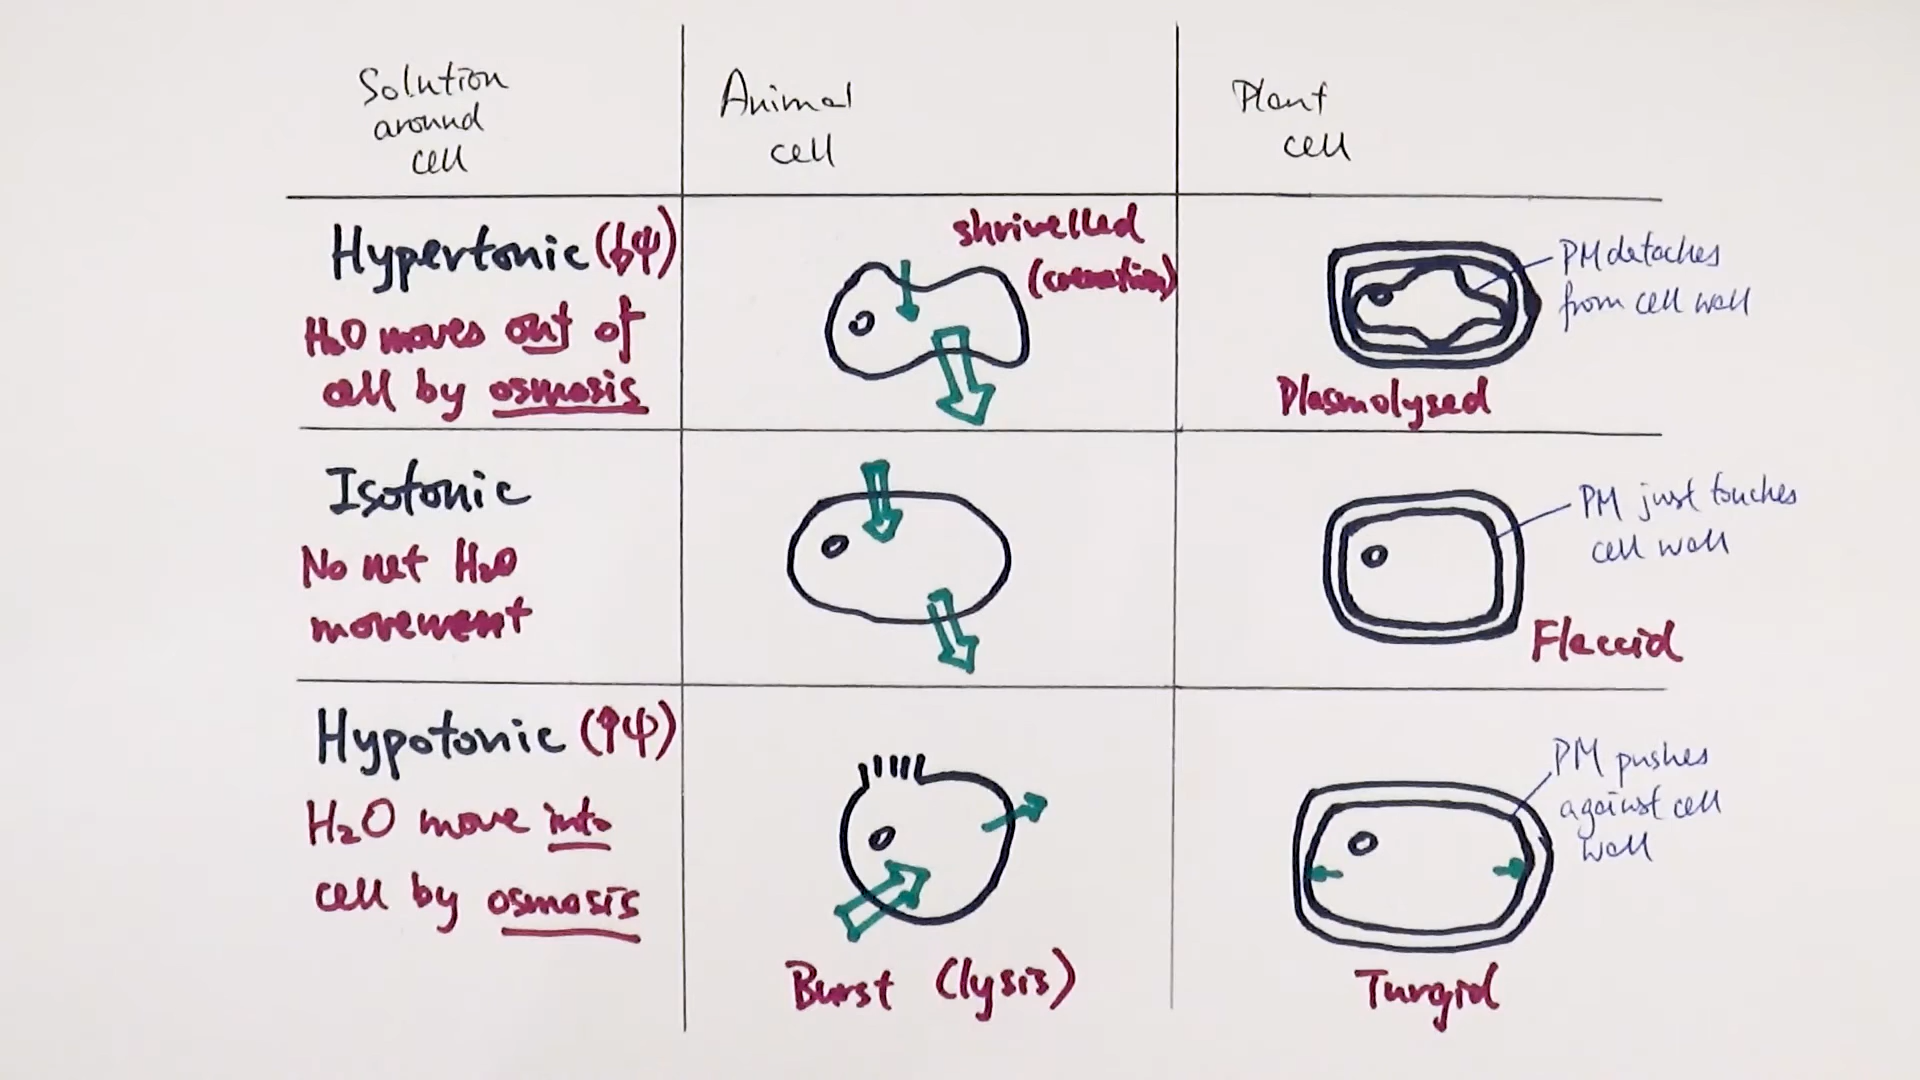 Solution
around
cell
Animal
cell
Plant
cell
Hypertonic (↓ψ)
H₂O moves out of
cell by osmosis
shrivelled
(crenation)
PM detaches
from cell wall
Plasmolysed
Isotonic
No net H₂O
movement
PM just touches
cell wall
Flaccid
Hypotonic (↑ψ)
H₂O move into
cell by osmosis
Burst (lysis)
PM pushes
against cell
wall
Turgid